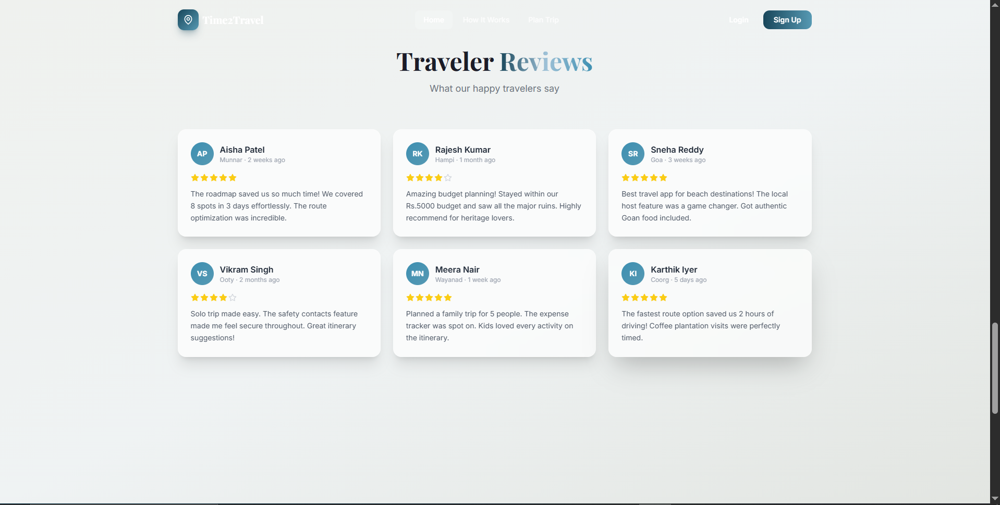 Time2Travel
Home How It Works Plan Trip
Login Sign Up
Traveler Reviews
What our happy travelers say
AP
Aisha Patel
Munnar · 2 weeks ago
The roadmap saved us so much time! We covered
8 spots in 3 days effortlessly. The route
optimization was incredible.
RK
Rajesh Kumar
Hampi · 1 month ago
Amazing budget planning! Stayed within our
Rs.5000 budget and saw all the major ruins. Highly
recommend for heritage lovers.
SR
Sneha Reddy
Goa · 3 weeks ago
Best travel app for beach destinations! The local
host feature was a game changer. Got authentic
Goan food included.
VS
Vikram Singh
Ooty · 2 months ago
Solo trip made easy. The safety contacts feature
made me feel secure throughout. Great itinerary
suggestions!
MN
Meera Nair
Wayanad · 1 week ago
Planned a family trip for 5 people. The expense
tracker was spot on. Kids loved every activity on
the itinerary.
KI
Karthik Iyer
Coorg · 5 days ago
The fastest route option saved us 2 hours of
driving! Coffee plantation visits were perfectly
timed.